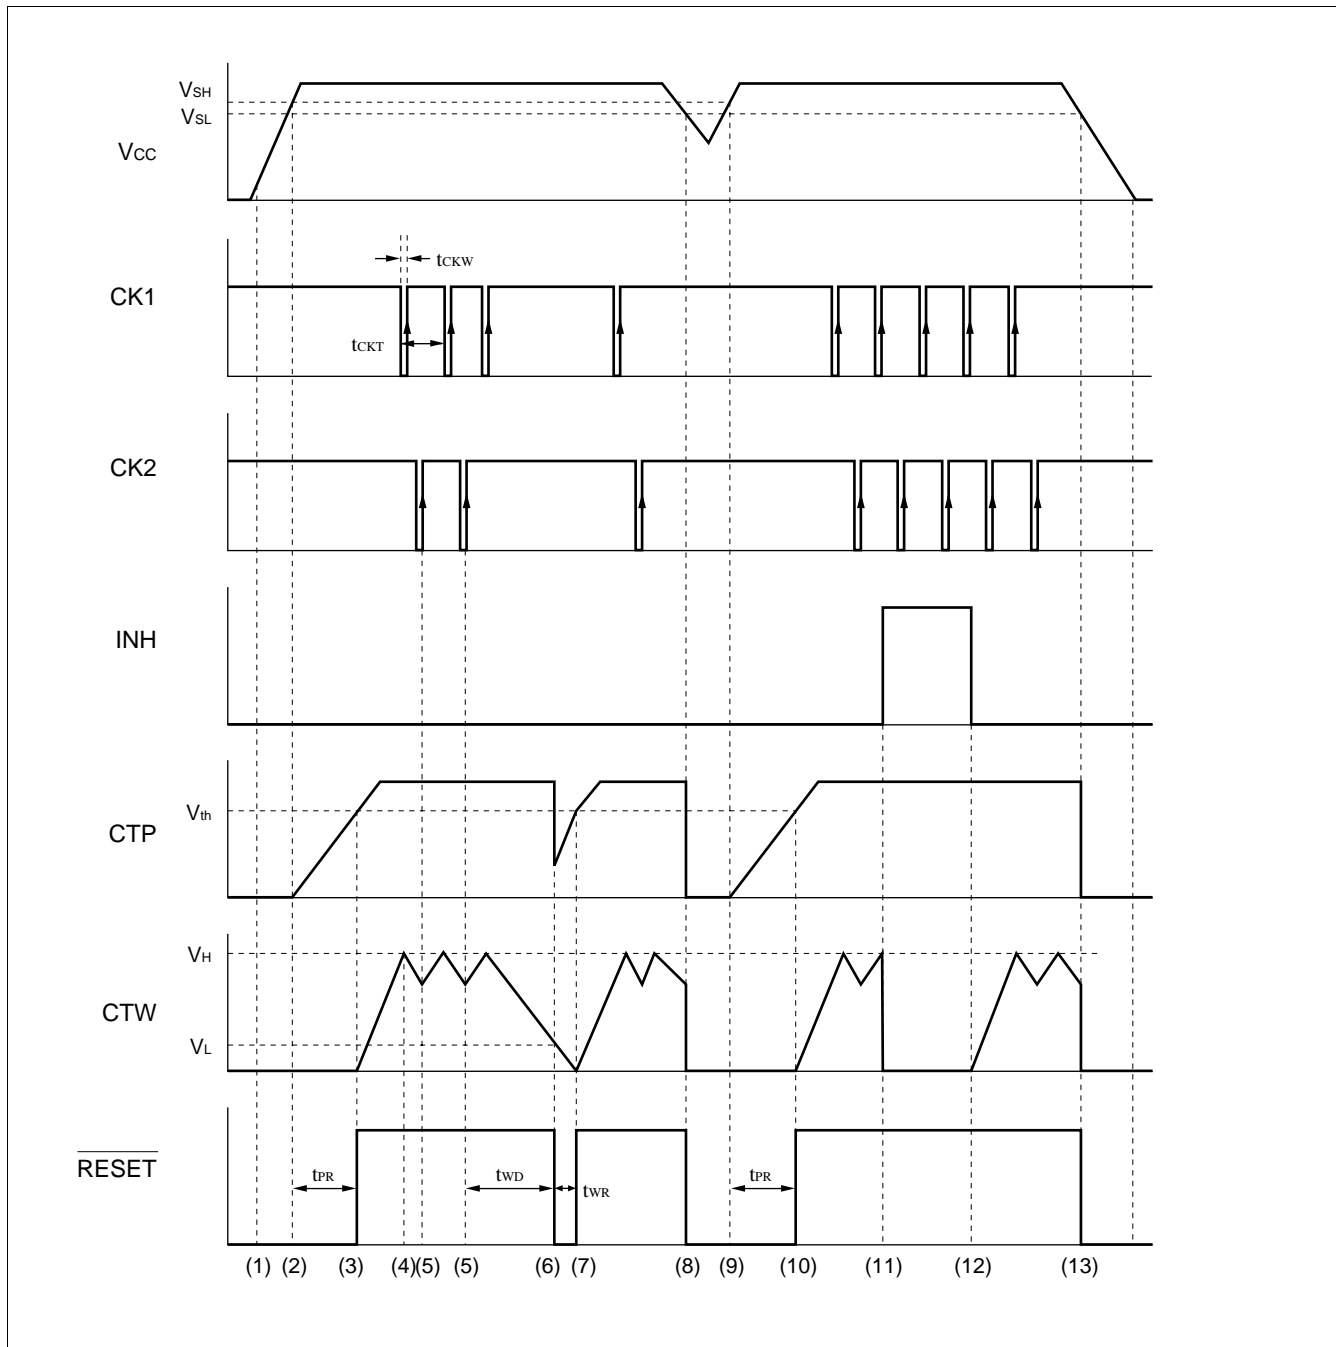 VSH
VSL
VCC
tCKW
CK1
tCKT
CK2
INH
Vth
CTP
VH
CTW
VL
RESET
tPR
tWD
tWR
tPR
(1) (2) (3) (4)(5) (5) (6) (7) (8) (9) (10) (11) (12) (13)